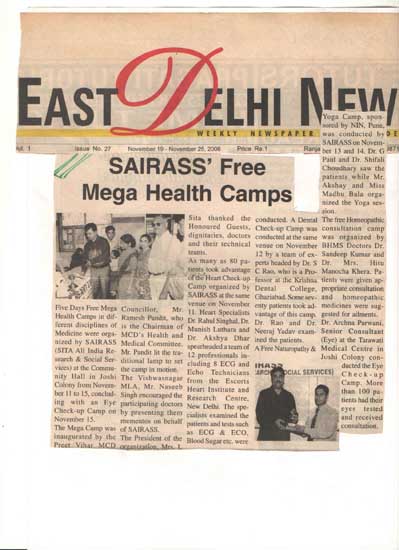 EAST DELHI NEW
WEEKLY NEWSPAPER
Issue No. 27 November 19 - November 25, 2006 Price Re.1
SAIRASS' Free
Mega Health Camps
Five Days Free Mega
Health Camps in dif-
ferent disciplines of
Medicine were orga-
nized by SAIRASS
(SITA All India Re-
search & Social Ser-
vices) at the Commu-
nity Hall in Joshi
Colony from Novem-
ber 11 to 15, conclud-
ing with an Eye
Check-up Camp on
November 15.
The Mega Camp was
inaugurated by the
Preet Vihar MCD
Councillor, Mr.
Ramesh Pandit, who
is the Chairman of
MCD's Health and
Medical Committee.
Mr. Pandit lit the tra-
ditional lamp to set
the camp in motion.
The Vishwasnagar
MLA, Mr. Naseeb
Singh encouraged the
participating doctors
by presenting them
mementos on behalf
of SAIRASS.
The President of the
organization, Mrs. I.
Sita thanked the
Honoured Guests,
dignitaries, doctors
and their technical
teams.
As many as 80 pa-
tients took advantage
of the Heart Check-up
Camp organized by
SAIRASS at the same
venue on November
11. Heart Specialists
Dr. Rahul Singhal, Dr.
Manish Luthara and
Dr. Akshya Dhar
spearheaded a team of
12 professionals in-
cluding 8 ECG and
Echo Technicians
from the Escorts
Heart Institute and
Research Centre,
New Delhi. The spe-
cialists examined the
patients and tests such
as ECG & ECO,
Blood Sugar etc. were
conducted. A Dental
Check-up Camp was
conducted at the same
venue on November
12 by a team of ex-
perts headed by Dr. S
C Rao, who is a Pro-
fessor at the Krishna
Dental College,
Ghaziabad. Some sev-
enty patients took ad-
vantage of this camp.
Dr. Rao and Dr.
Neeraj Yadav exam-
ined the patients.
A Free Naturopathy &
Yoga Camp, spon-
sored by NIN, Pune,
was conducted by
SAIRASS on Novem-
ber 13 and 14. Dr. G
Paul and Dr. Shifali
Choudhary saw the
patients while Mr.
Akshay and Miss
Madhu Bala orga-
nized the Yoga ses-
sion.
The free Homeopathic
consultation camp
was organized by
BHMS Doctors Dr.
Sandeep Kumar and
Dr. Mrs. Hitu
Manocha Khera. Pa-
tients were given ap-
propriate consultation
and homeopathic
medicines were sug-
gested for ailments.
Dr. Archna Parwani,
Senior Consultant
(Eye) at the Tarawati
Medical Centre in
Joshi Colony con-
ducted the Eye
Check-up
Camp. More
than 100 pa-
tients had their
eyes tested
and received
consultation.
SOCIAL SERVICES)